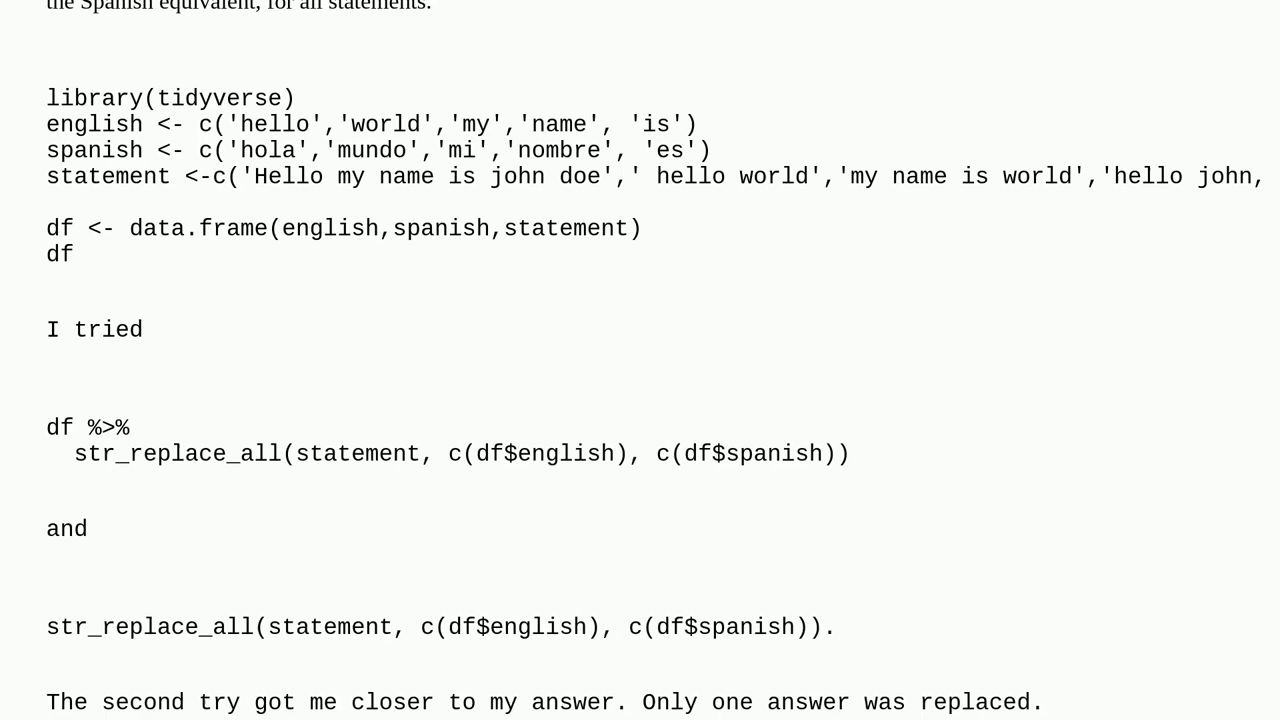 the Spanish equivalent, for all statements.
library(tidyverse)
english <- c('hello','world','my','name', 'is')
spanish <- c('hola','mundo','mi','nombre', 'es')
statement <-c('Hello my name is john doe',' hello world','my name is world','hello john,
df <- data.frame(english,spanish,statement)
df
I tried
df %>%
  str_replace_all(statement, c(df$english), c(df$spanish))
and
str_replace_all(statement, c(df$english), c(df$spanish)).
The second try got me closer to my answer. Only one answer was replaced.